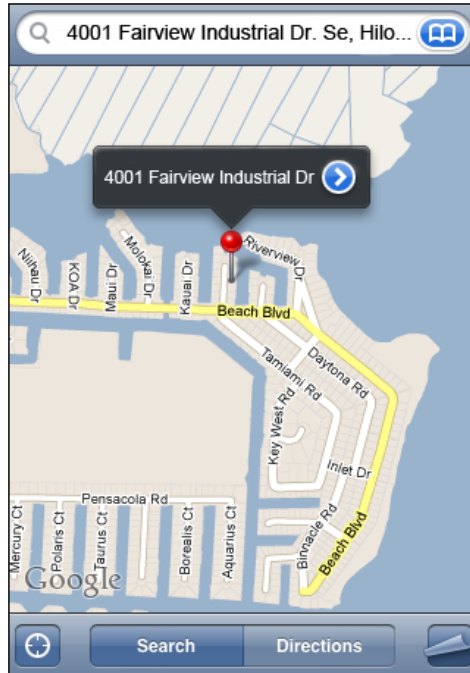 4001 Fairview Industrial Dr. Se, Hilo...
4001 Fairview Industrial Dr
Riverview Dr
Molokai Dr
Niihau Dr
KOA Dr
Maui Dr
Kauai Dr
Beach Blvd
Daytona Rd
Tamiami Rd
Key West Rd
Inlet Dr
Pensacola Rd
Binnacle Rd
Beach Blvd
Mercury Ct
Polaris Ct
Taurus Ct
Borealis Ct
Aquarius Ct
Google
Search
Directions